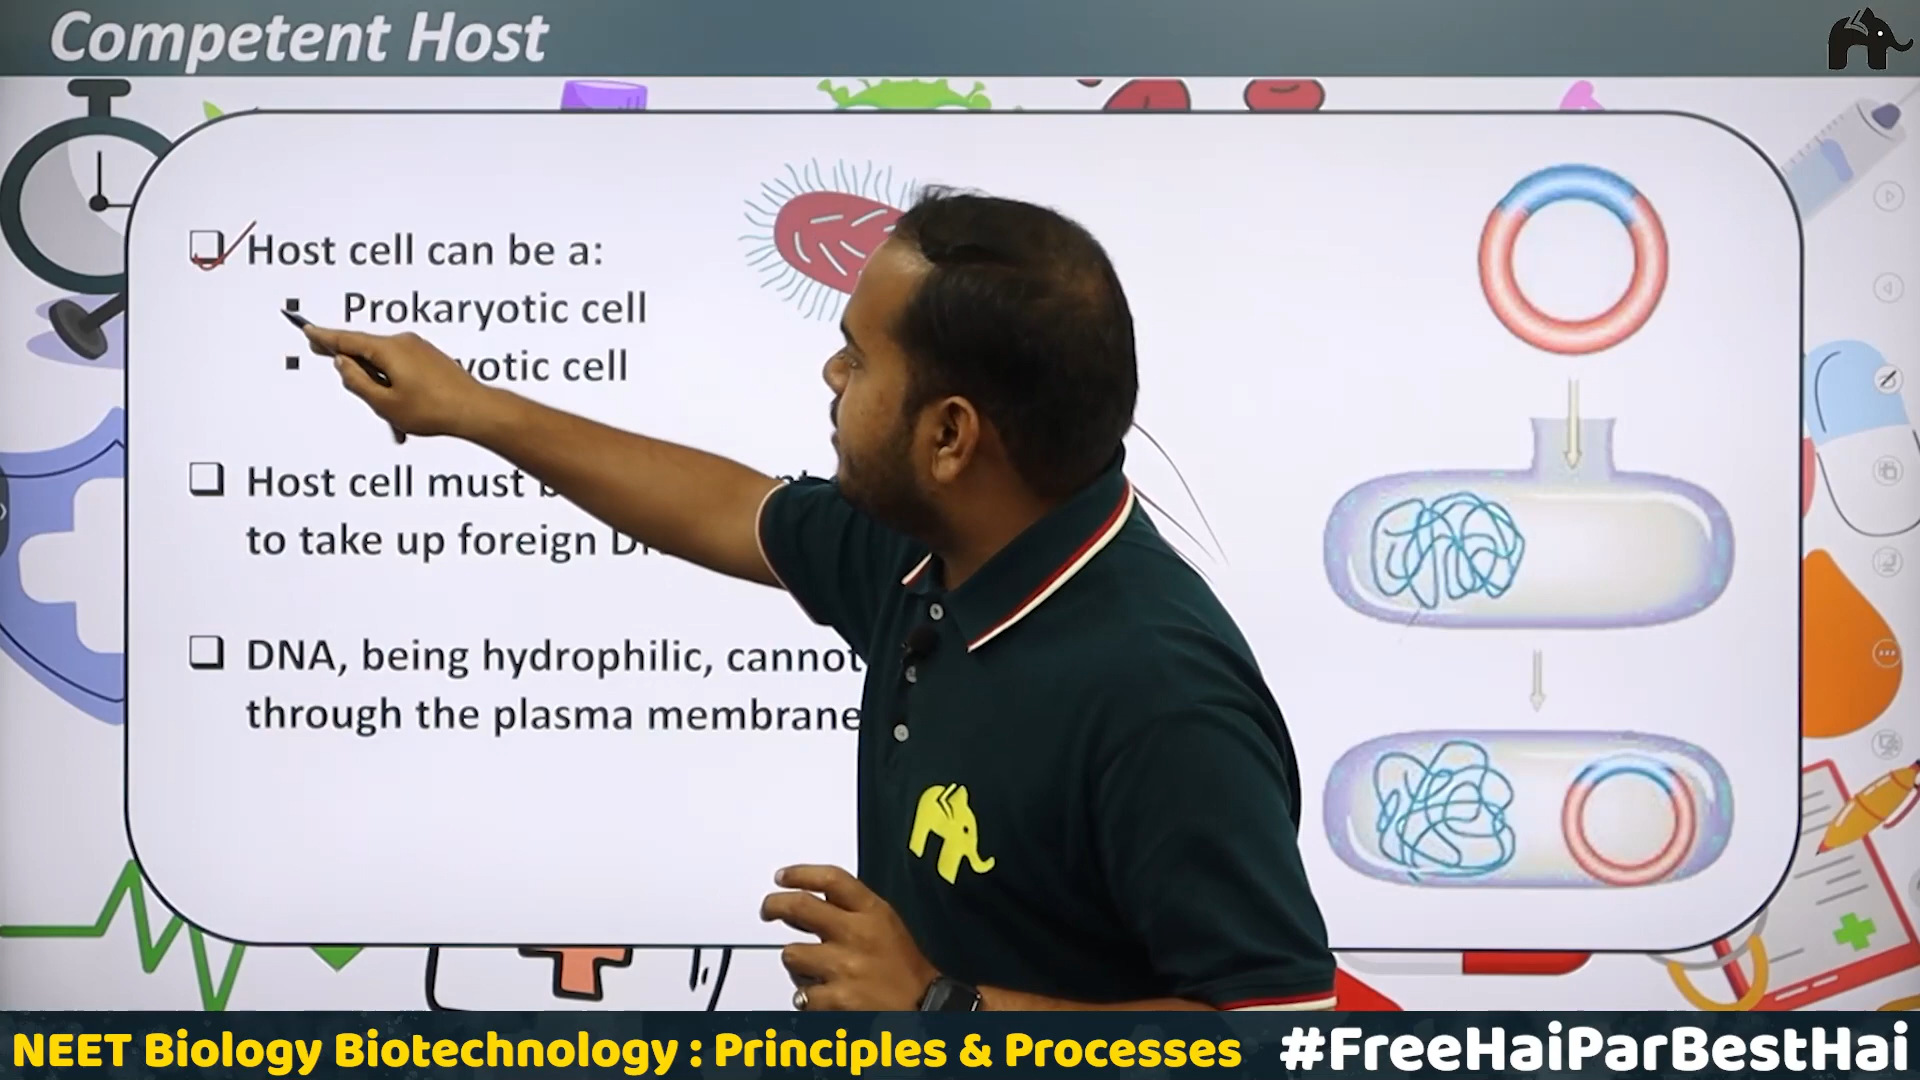 Competent Host
Host cell can be a:
Prokaryotic cell
cell
Host cell must
to take up foreign
DNA, being hydrophilic, cannot
through the plasma membrane
NEET Biology Biotechnology : Principles & Processes
#FreeHaiParBestHai